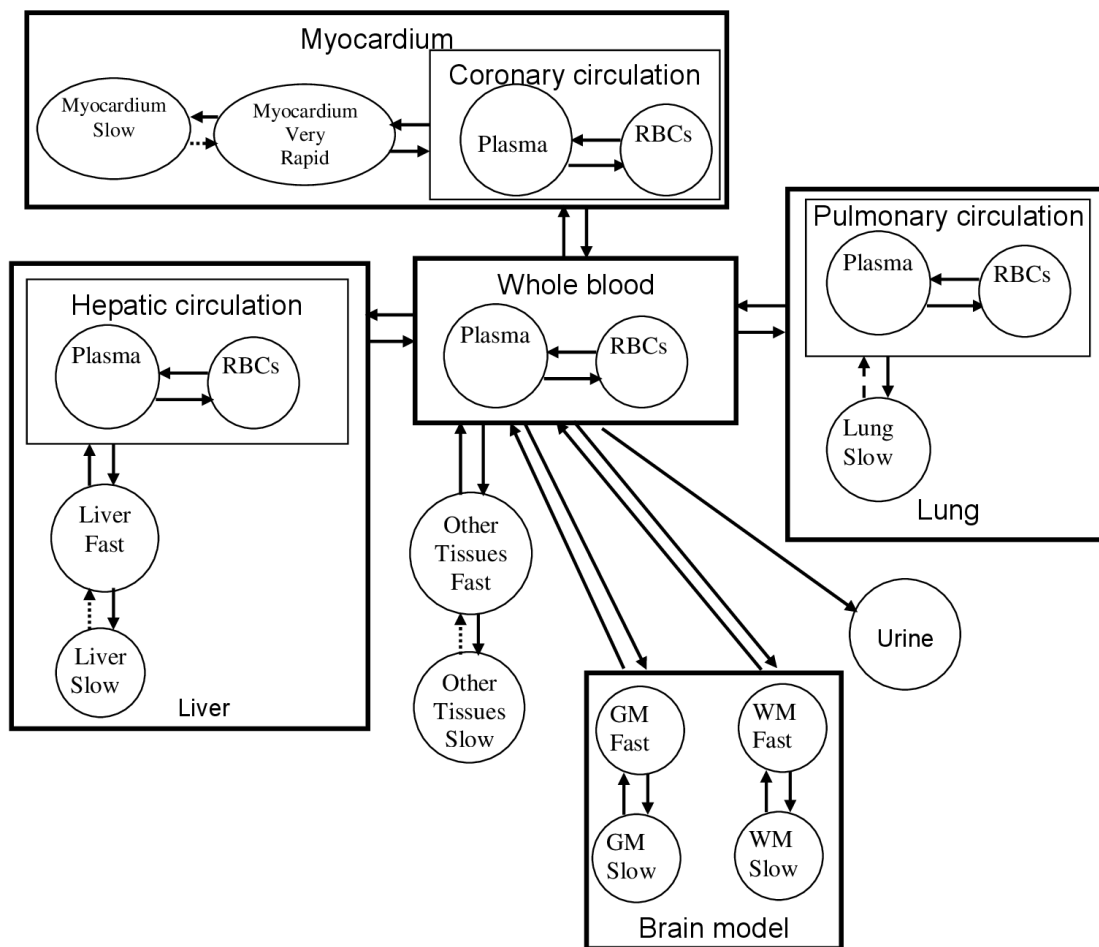 Myocardium
Myocardium
Slow
Myocardium
Very
Rapid
Coronary circulation
Plasma
RBCs
Pulmonary circulation
Plasma
RBCs
Lung
Slow
Lung
Hepatic circulation
Plasma
RBCs
Liver
Fast
Liver
Slow
Liver
Whole blood
Plasma
RBCs
Other
Tissues
Fast
Other
Tissues
Slow
Urine
GM
Fast
WM
Fast
GM
Slow
WM
Slow
Brain model